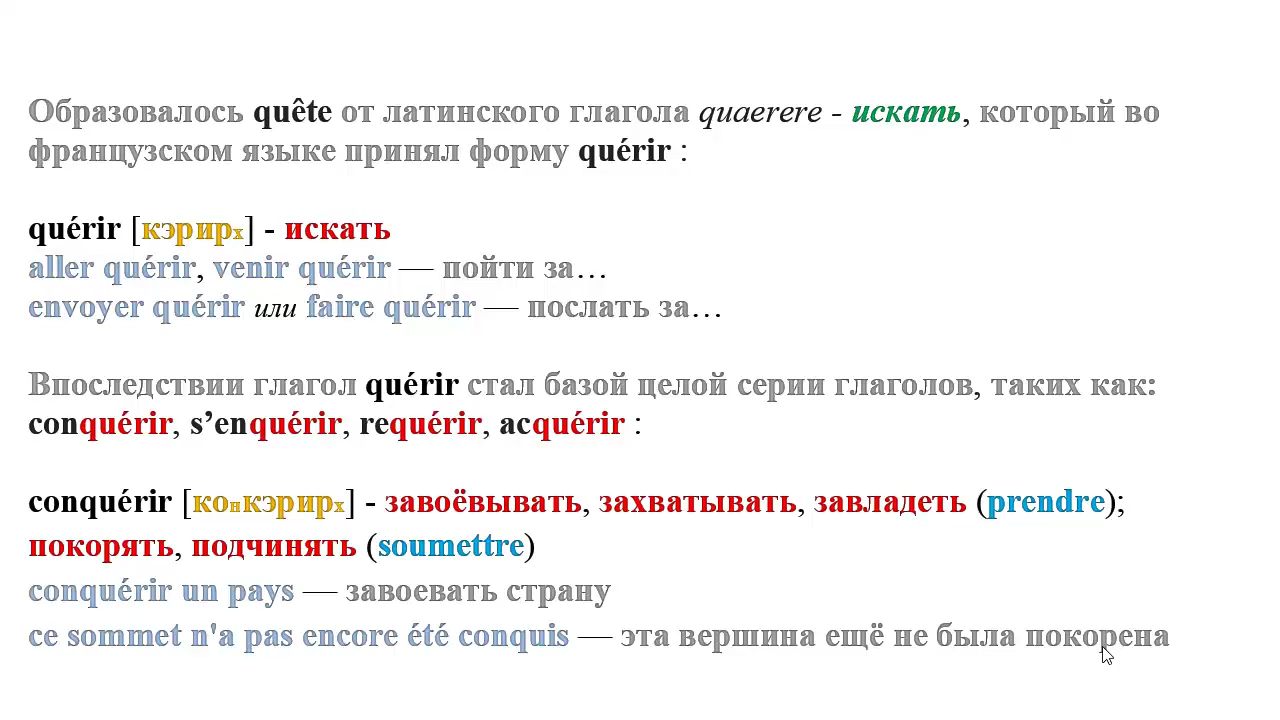 Образовалось quête от латинского глагола quaerere - искать, который во
французском языке принял форму quérir :
quérir [кэрирх] - искать
aller quérir, venir quérir — пойти за…
envoyer quérir или faire quérir — послать за…
Впоследствии глагол quérir стал базой целой серии глаголов, таких как:
conquérir, s’enquérir, requérir, acquérir :
conquérir [конкэрирх] - завоёвывать, захватывать, завладеть (prendre);
покорять, подчинять (soumettre)
conquérir un pays — завоевать страну
ce sommet n'a pas encore été conquis — эта вершина ещё не была покорена